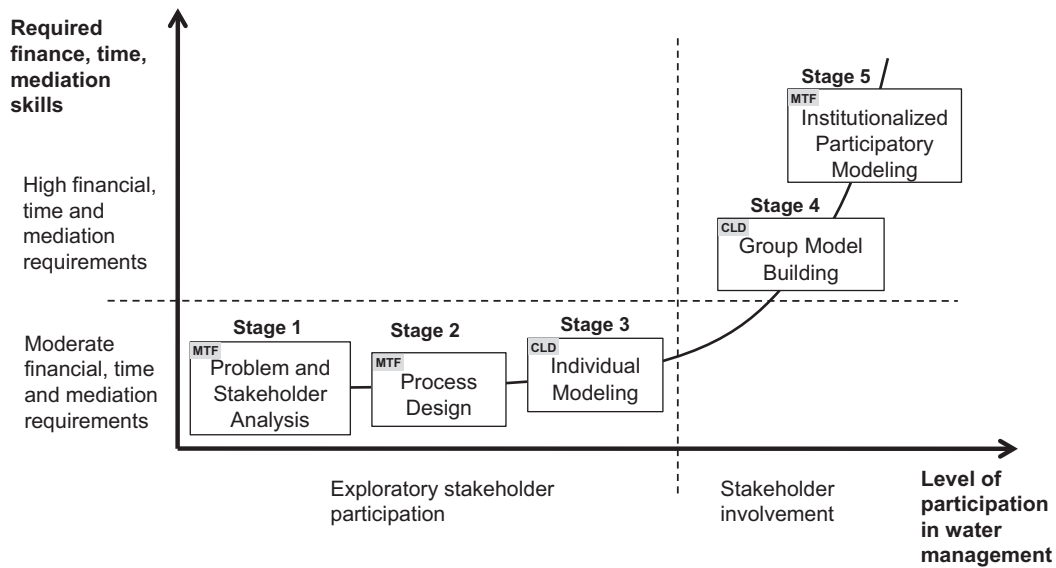 Required
finance, time,
mediation
skills
High financial,
time and
mediation
requirements
Moderate
financial, time
and mediation
requirements
Stage 1
MTF
Problem and
Stakeholder
Analysis
Stage 2
MTF
Process
Design
Stage 3
CLD
Individual
Modeling
Stage 4
CLD
Group Model
Building
Stage 5
MTF
Institutionalized
Participatory
Modeling
Exploratory stakeholder
participation
Stakeholder
involvement
Level of
participation
in water
management